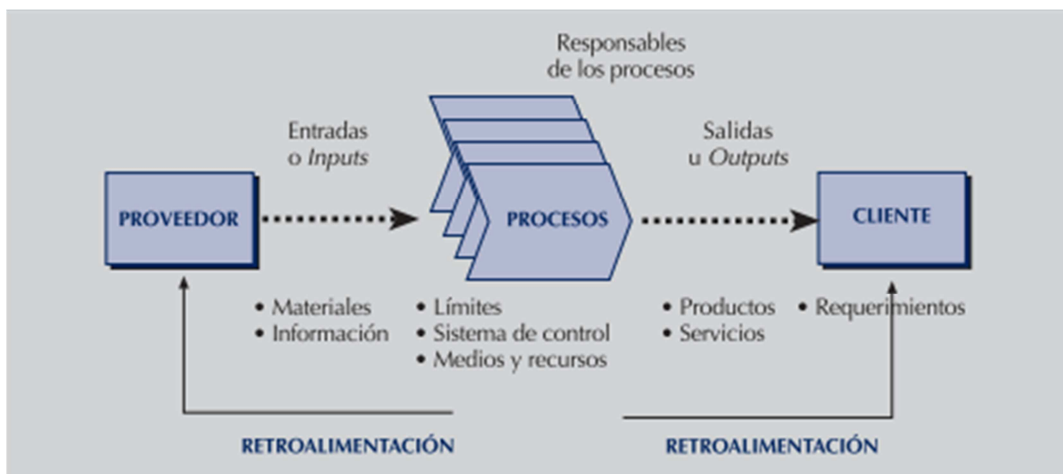 Responsables
de los procesos
Entradas
o Inputs
Salidas
u Outputs
PROVEEDOR
PROCESOS
CLIENTE
• Materiales
• Información
• Límites
• Sistema de control
• Medios y recursos
• Productos
• Servicios
• Requerimientos
RETROALIMENTACIÓN
RETROALIMENTACIÓN